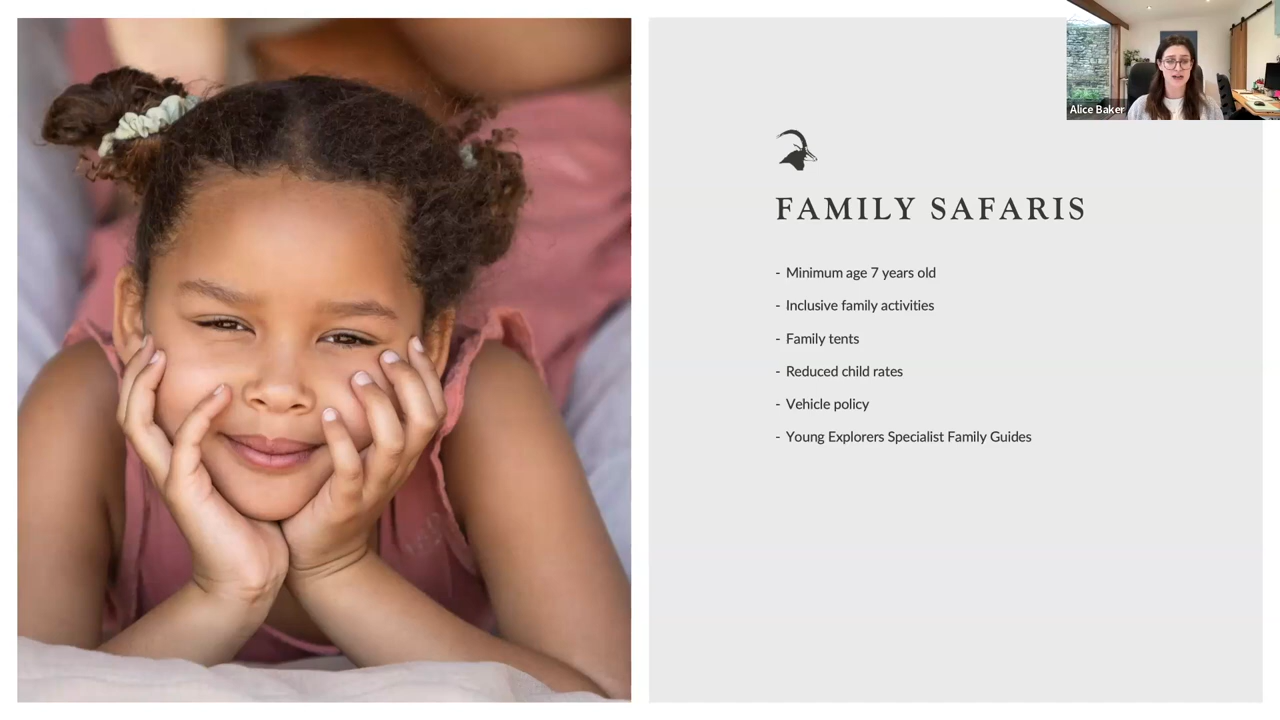 Alice Baker
FAMILY SAFARIS
- Minimum age 7 years old
- Inclusive family activities
- Family tents
- Reduced child rates
- Vehicle policy
- Young Explorers Specialist Family Guides